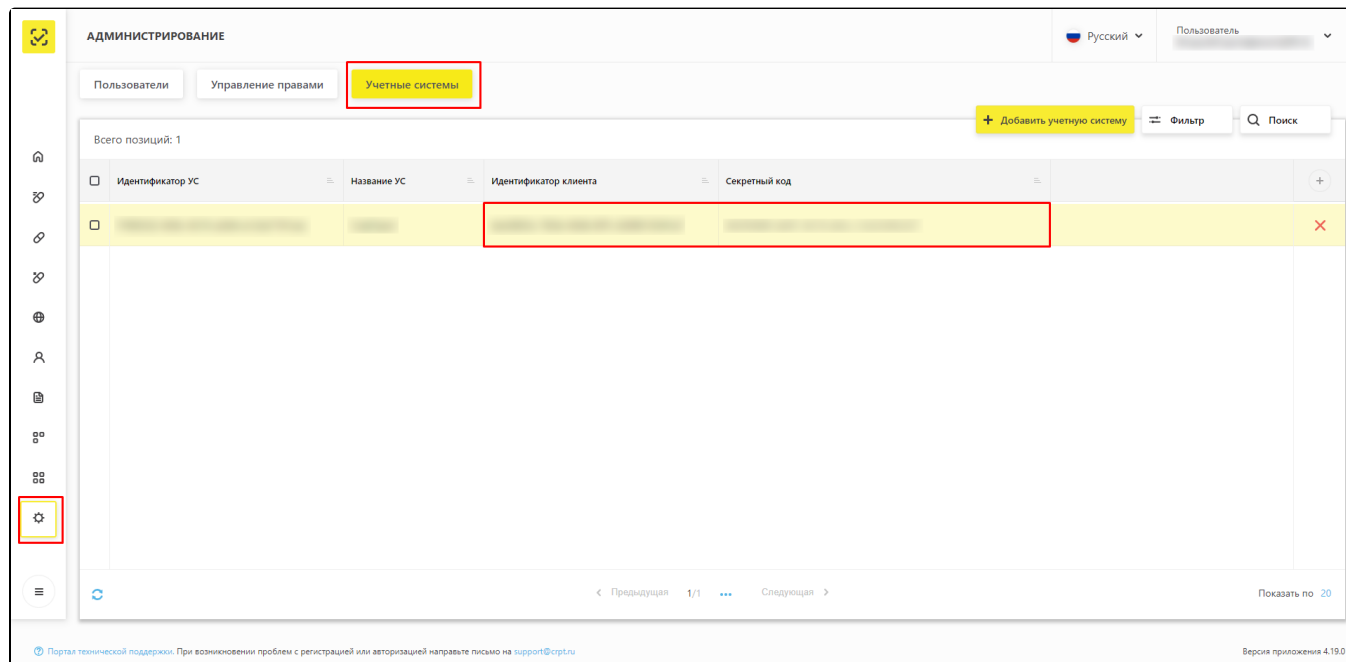 АДМИНИСТРИРОВАНИЕ
Русский
Пользователь
Пользователи
Управление правами
Учетные системы
Добавить учетную систему
Фильтр
Поиск
Всего позиций: 1
Идентификатор УС
Название УС
Идентификатор клиента
Секретный код
Предыдущая 1/1 ... Следующая
Показать по 20
Портал технической поддержки. При возникновении проблем с регистрацией или авторизацией направьте письмо на support@crpt.ru
Версия приложения 4.19.0